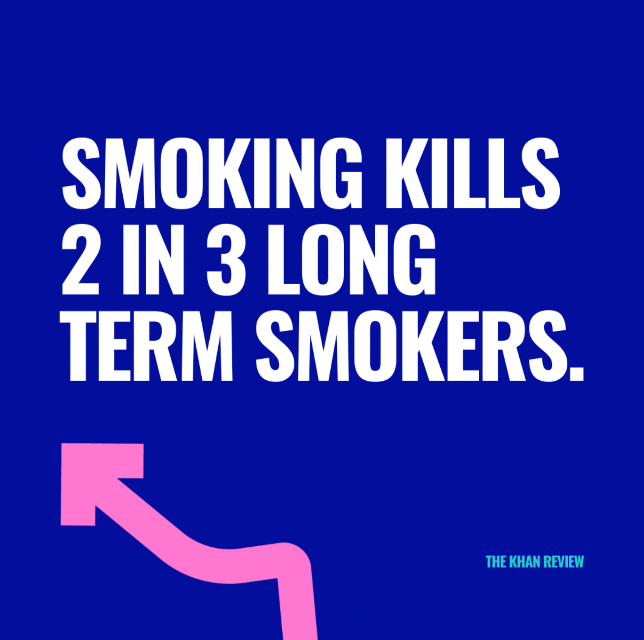 SMOKING KILLS
2 IN 3 LONG
TERM SMOKERS.
THE KHAN REVIEW